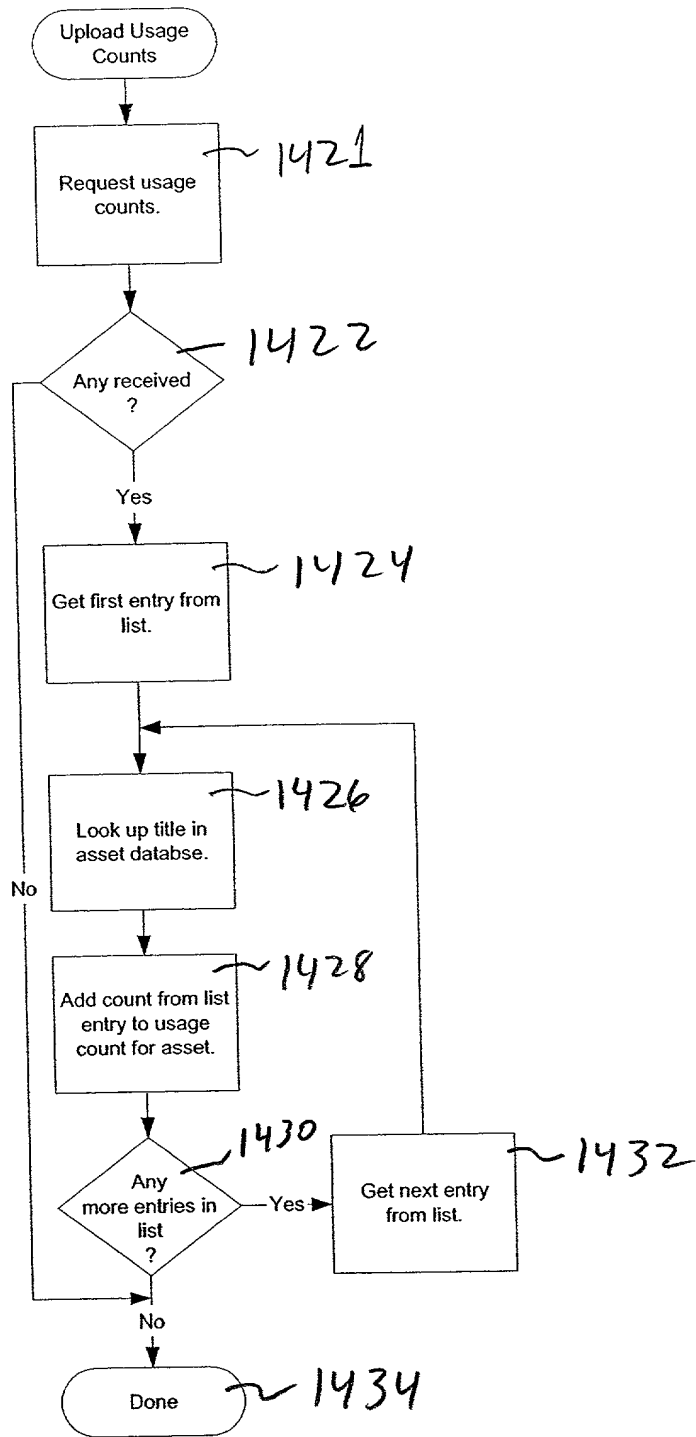 Upload Usage
Counts
1421
Request usage
counts.
1422
Any received
?
Yes
1424
Get first entry from
list.
1426
Look up title in
asset databse.
No
1428
Add count from list
entry to usage
count for asset.
1430
Any
more entries in
list
?
Yes
1432
Get next entry
from list.
No
Done
1434